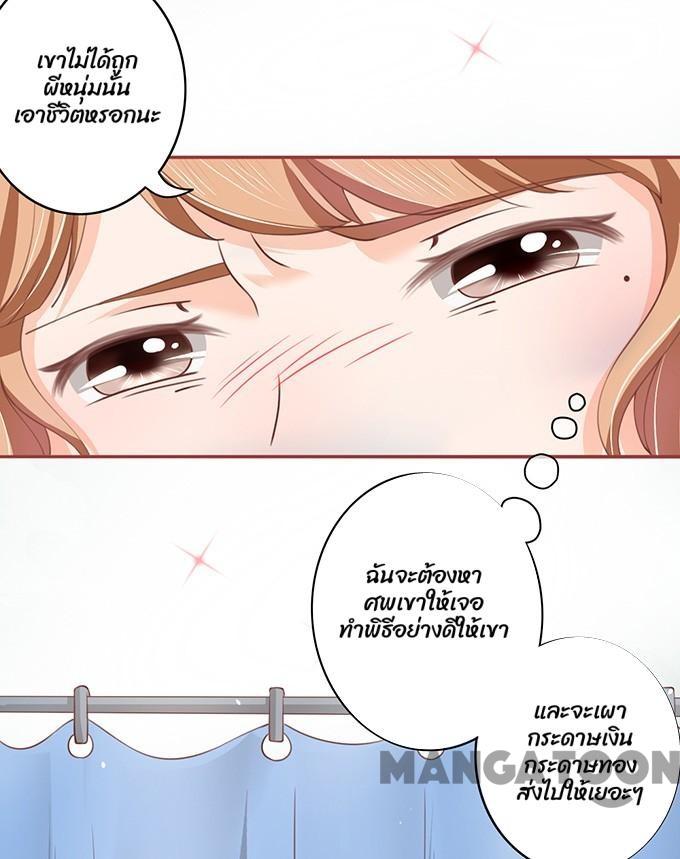 เขาไม่ได้ถูก
ผีหนุ่มนั่น
เอาชีวิตหรอกนะ
ฉันจะต้องหา
ศพเขาให้เจอ
ทำพิธีอย่างดีให้เขา
และจะเผา
กระดาษเงิน
กระดาษทอง
ส่งไปให้เยอะๆ
MANGATOON